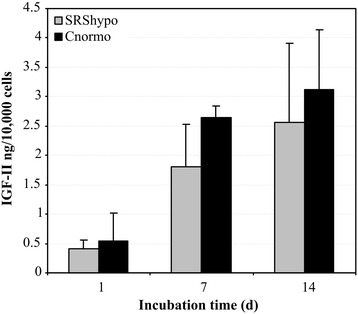 SRShypo
Cnormo
IGF-II ng/10,000 cells
4.5
4
3.5
3
2.5
2
1.5
1
0.5
0
1 7 14
Incubation time (d)